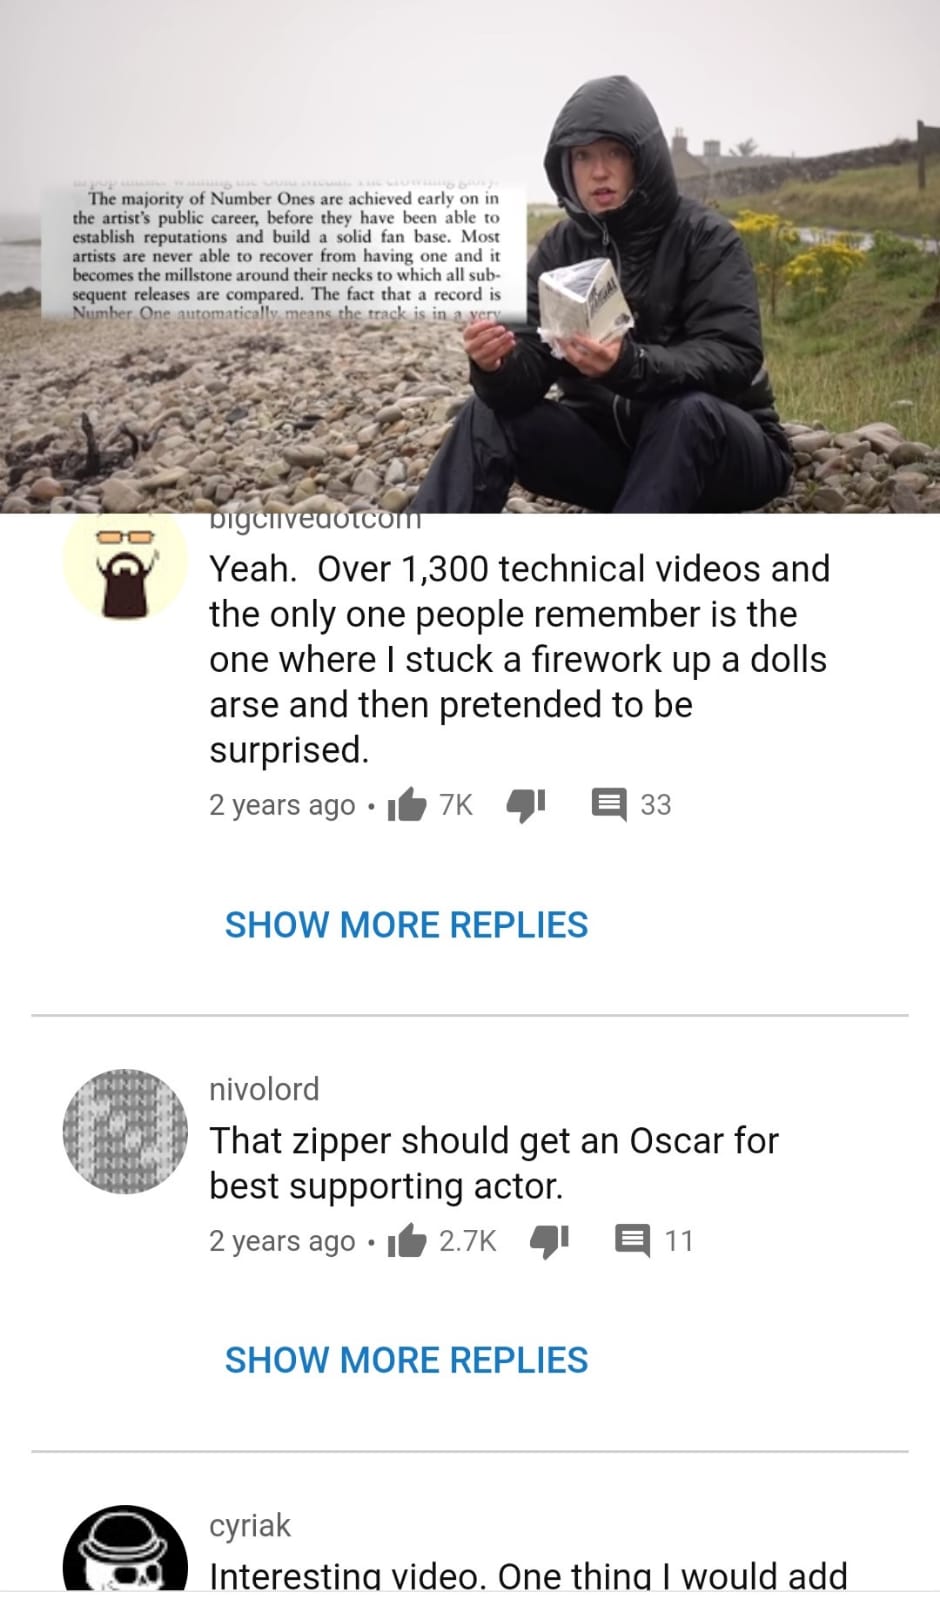 The majority of Number Ones are achieved early on in
the artist's public career, before they have been able to
establish reputations and build a solid fan base. Most
artists are never able to recover from having one and it
becomes the millstone around their necks to which all sub-
sequent releases are compared. The fact that a record is
Number One automatically means the track is in a very
bigclivedotcom
Yeah.  Over 1,300 technical videos and
the only one people remember is the
one where I stuck a firework up a dolls
arse and then pretended to be
surprised.
2 years ago • 7K 33
SHOW MORE REPLIES
nivolord
That zipper should get an Oscar for
best supporting actor.
2 years ago • 2.7K 11
SHOW MORE REPLIES
cyriak
Interesting video. One thing I would add